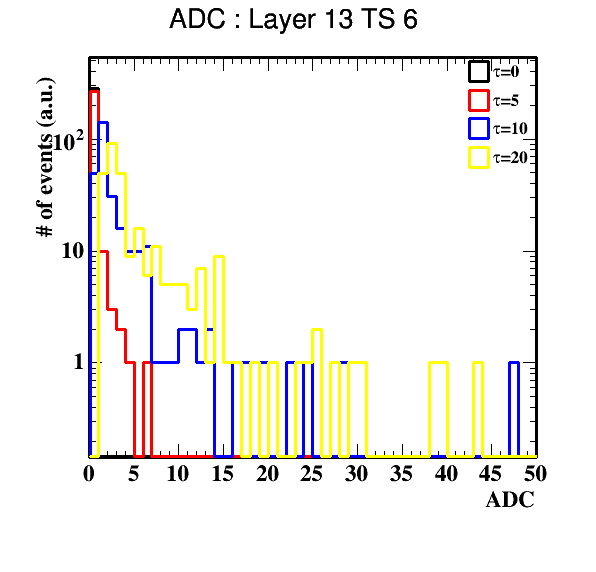 ADC : Layer 13 TS 6
# of events (a.u.)
τ=0
τ=5
τ=10
τ=20
10²
10
1
0 5 10 15 20 25 30 35 40 45 50
ADC